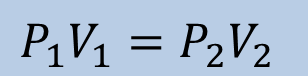 P₁V₁ = P₂V₂